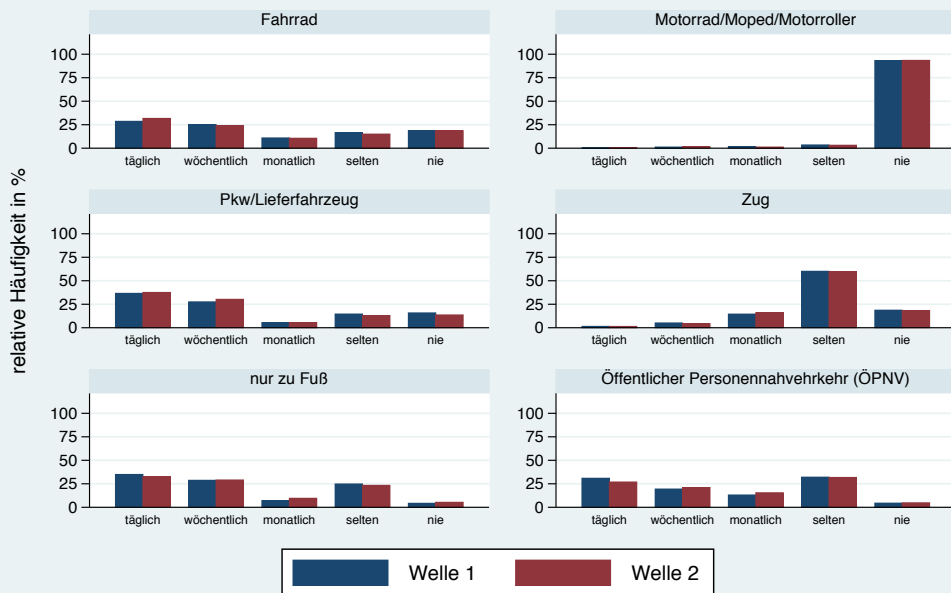 relative Häufigkeit in %
Fahrrad
100
75
50
25
0
täglich wöchentlich monatlich selten nie
Motorrad/Moped/Motorroller
100
75
50
25
0
täglich wöchentlich monatlich selten nie
Pkw/Lieferfahrzeug
100
75
50
25
0
täglich wöchentlich monatlich selten nie
Zug
100
75
50
25
0
täglich wöchentlich monatlich selten nie
nur zu Fuß
100
75
50
25
0
täglich wöchentlich monatlich selten nie
Öffentlicher Personennahvehrkehr (ÖPNV)
100
75
50
25
0
täglich wöchentlich monatlich selten nie
Welle 1 Welle 2